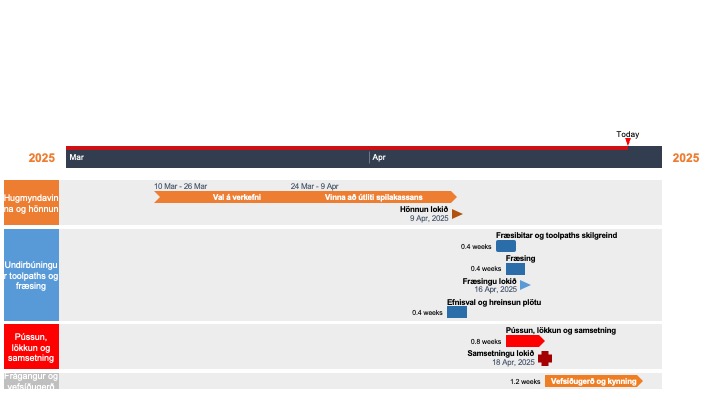 Today
2025
Mar
Apr
2025
Hugmyndavin
na og hönnun
10 Mar - 26 Mar
24 Mar - 9 Apr
Val á verkefni
Vinna að útliti spilakassans
Hönnun lokið
9 Apr, 2025
Undirbúningu
r toolpaths og
fræsing
Fræsibitar og toolpaths skilgreind
0.4 weeks
Fræsing
0.4 weeks
Fræsingu lokið
16 Apr, 2025
Efnisval og hreinsun plötu
0.4 weeks
Pússun,
lökkun og
samsetning
Pússun, lökkun og samsetning
0.8 weeks
Samsetningu lokið
18 Apr, 2025
Frágangur og
vefsíðugerð
1.2 weeks
Vefsíðugerð og kynning